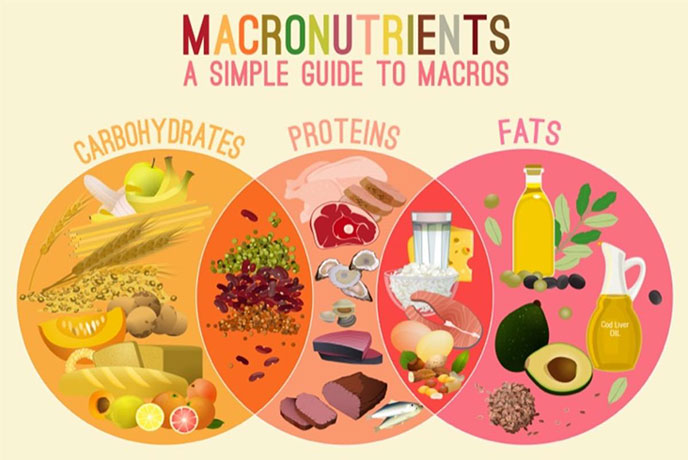 MACRONUTRIENTS
A SIMPLE GUIDE TO MACROS
CARBOHYDRATES
PROTEINS
FATS
Cod Liver
OIL